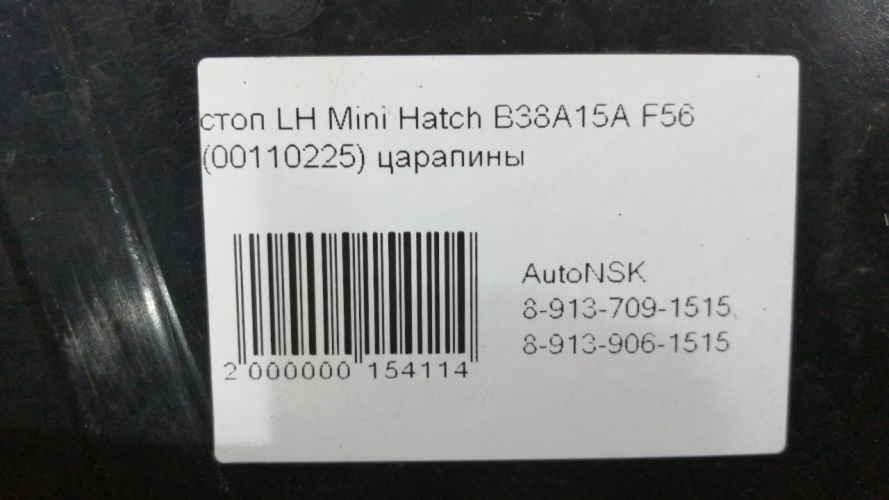 стоп LH Mini Hatch B38A15A F56
(00110225) царапины
AutoNSK
8-913-709-1515,
8-913-906-1515
2 000000 154114